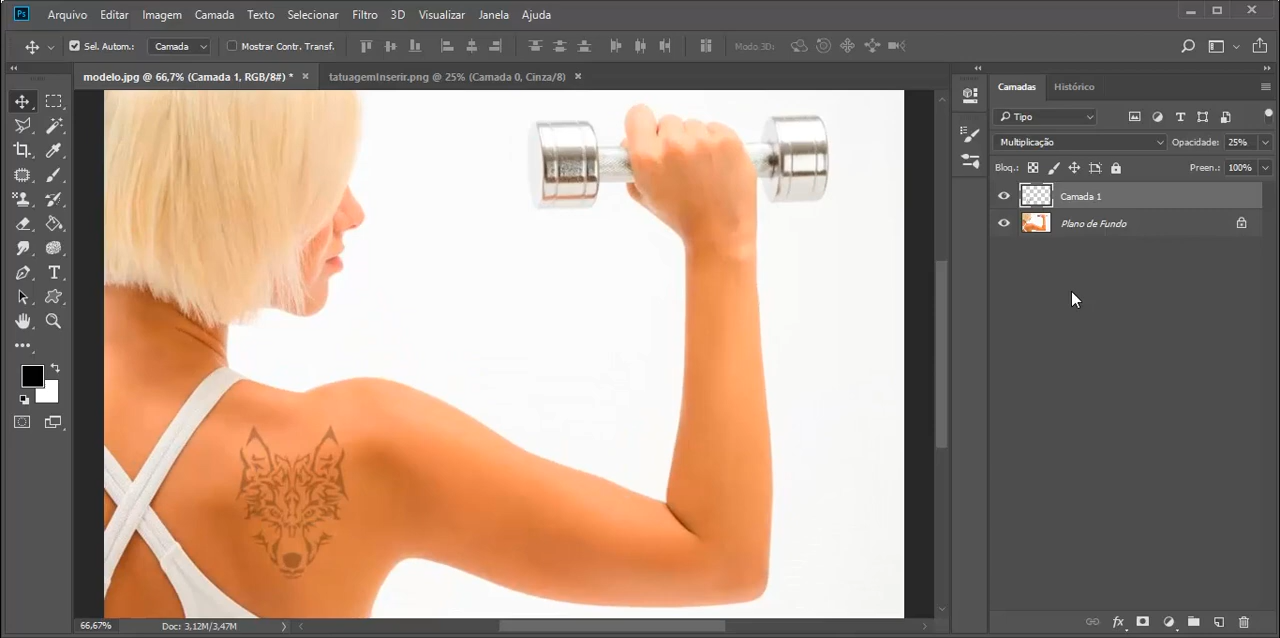 Ps Arquivo Editar Imagem Camada Texto Selecionar Filtro 3D Visualizar Janela Ajuda
Sel. Autom.: Camada Mostrar Contr. Transf. Modo 3D:
modelo.jpg @ 66,7% (Camada 1, RGB/8#) * tatuagemInserir.png @ 25% (Camada 0, Cinza/8)
Camadas Histórico
Tipo
Multiplicação Opacidade: 25%
Bloq.: Preen.: 100%
Camada 1
Plano de Fundo
66,67% Doc: 3,12M/3,47M